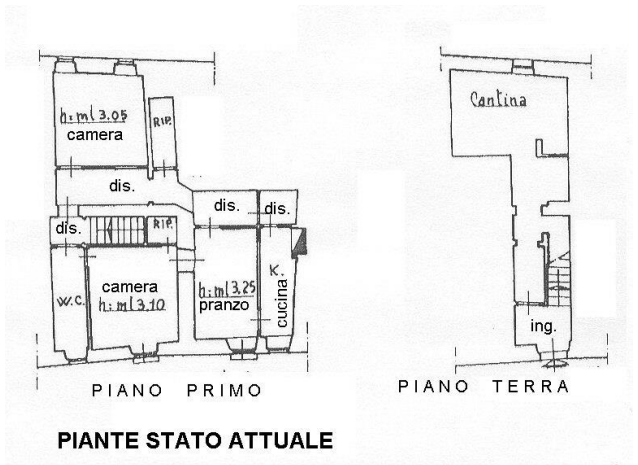 h: ml 3.05
camera
RIP.
dis.
dis.
dis.
dis.
RIP.
camera
h: ml 3.10
W.C.
h: ml 3.25
pranzo
K.
cucina
PIANO PRIMO
Cantina
ing.
PIANO TERRA
PIANTE STATO ATTUALE